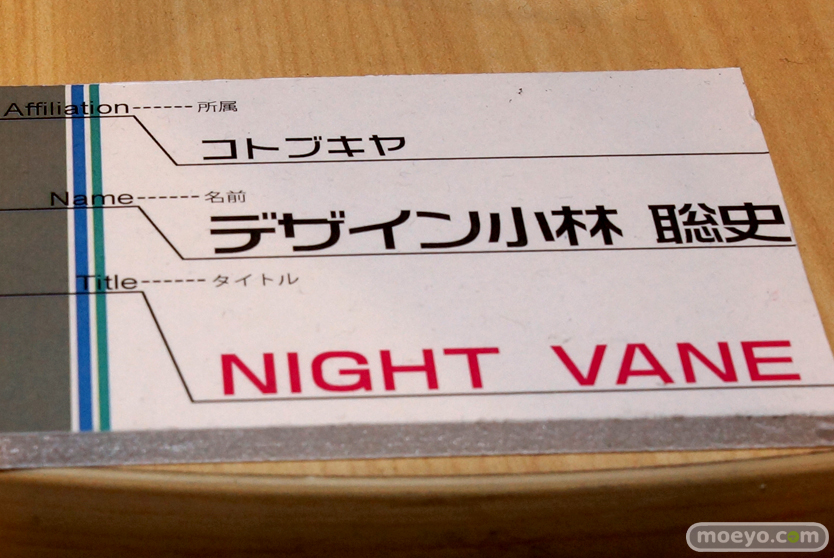 Affiliation------ 所属
コトブキヤ
Name------ 名前
デザイン小林 聡史
Title------ タイトル
NIGHT VANE
moeyo.com